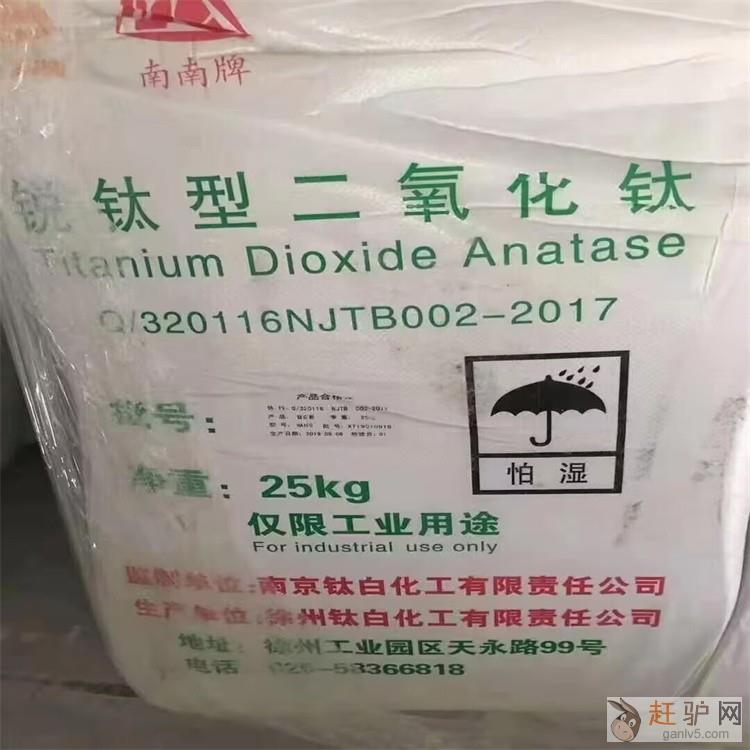 南南牌
锐钛型二氧化钛
Titanium Dioxide Anatase
Q/320116NJTB002-2017
产品合格
批号:
怕湿
净重: 25kg
仅限工业用途
For industrial use only
监制单位:南京钛白化工有限责任公司
生产单位:徐州钛白化工有限责任公司
地址: 徐州工业园区天永路99号
电话 58366818
赶驴网
ganlv5.com